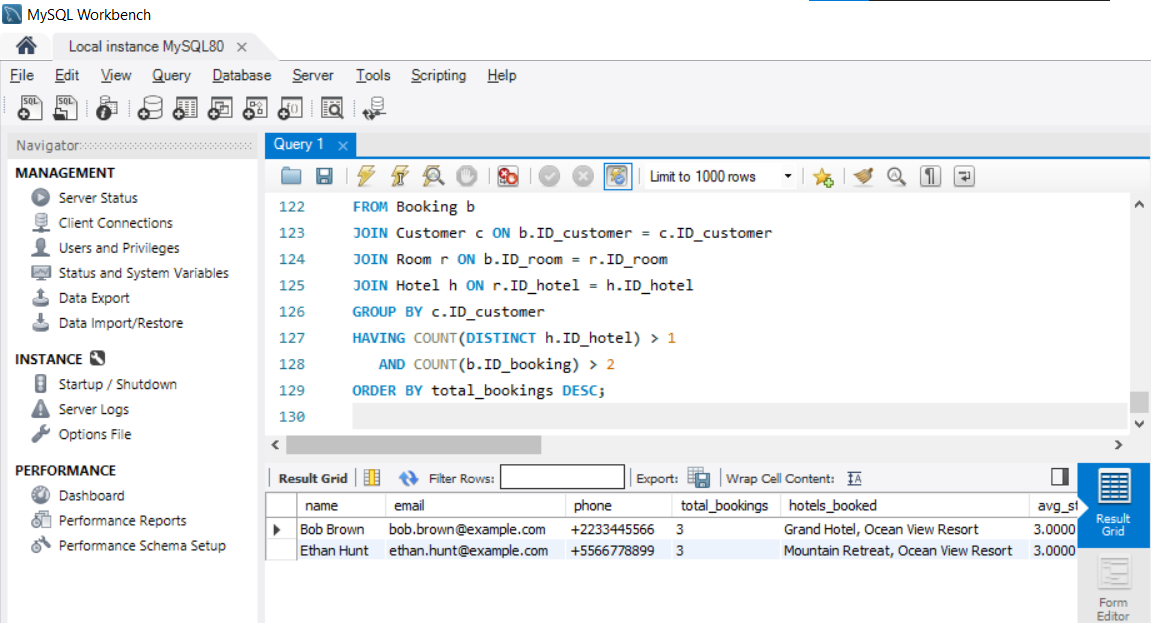 MySQL Workbench
Local instance MySQL80
File Edit View Query Database Server Tools Scripting Help
Navigator
Query 1
MANAGEMENT
Server Status
Client Connections
Users and Privileges
Status and System Variables
Data Export
Data Import/Restore
INSTANCE
Startup / Shutdown
Server Logs
Options File
PERFORMANCE
Dashboard
Performance Reports
Performance Schema Setup
Limit to 1000 rows
122 FROM Booking b
123 JOIN Customer c ON b.ID_customer = c.ID_customer
124 JOIN Room r ON b.ID_room = r.ID_room
125 JOIN Hotel h ON r.ID_hotel = h.ID_hotel
126 GROUP BY c.ID_customer
127 HAVING COUNT(DISTINCT h.ID_hotel) > 1
128 AND COUNT(b.ID_booking) > 2
129 ORDER BY total_bookings DESC;
130
Result Grid Filter Rows: Export: Wrap Cell Content:
name email phone total_bookings hotels_booked avg_st
Bob Brown bob.brown@example.com +2233445566 3 Grand Hotel, Ocean View Resort 3.0000
Ethan Hunt ethan.hunt@example.com +5566778899 3 Mountain Retreat, Ocean View Resort 3.0000
Result
Grid
Form
Editor